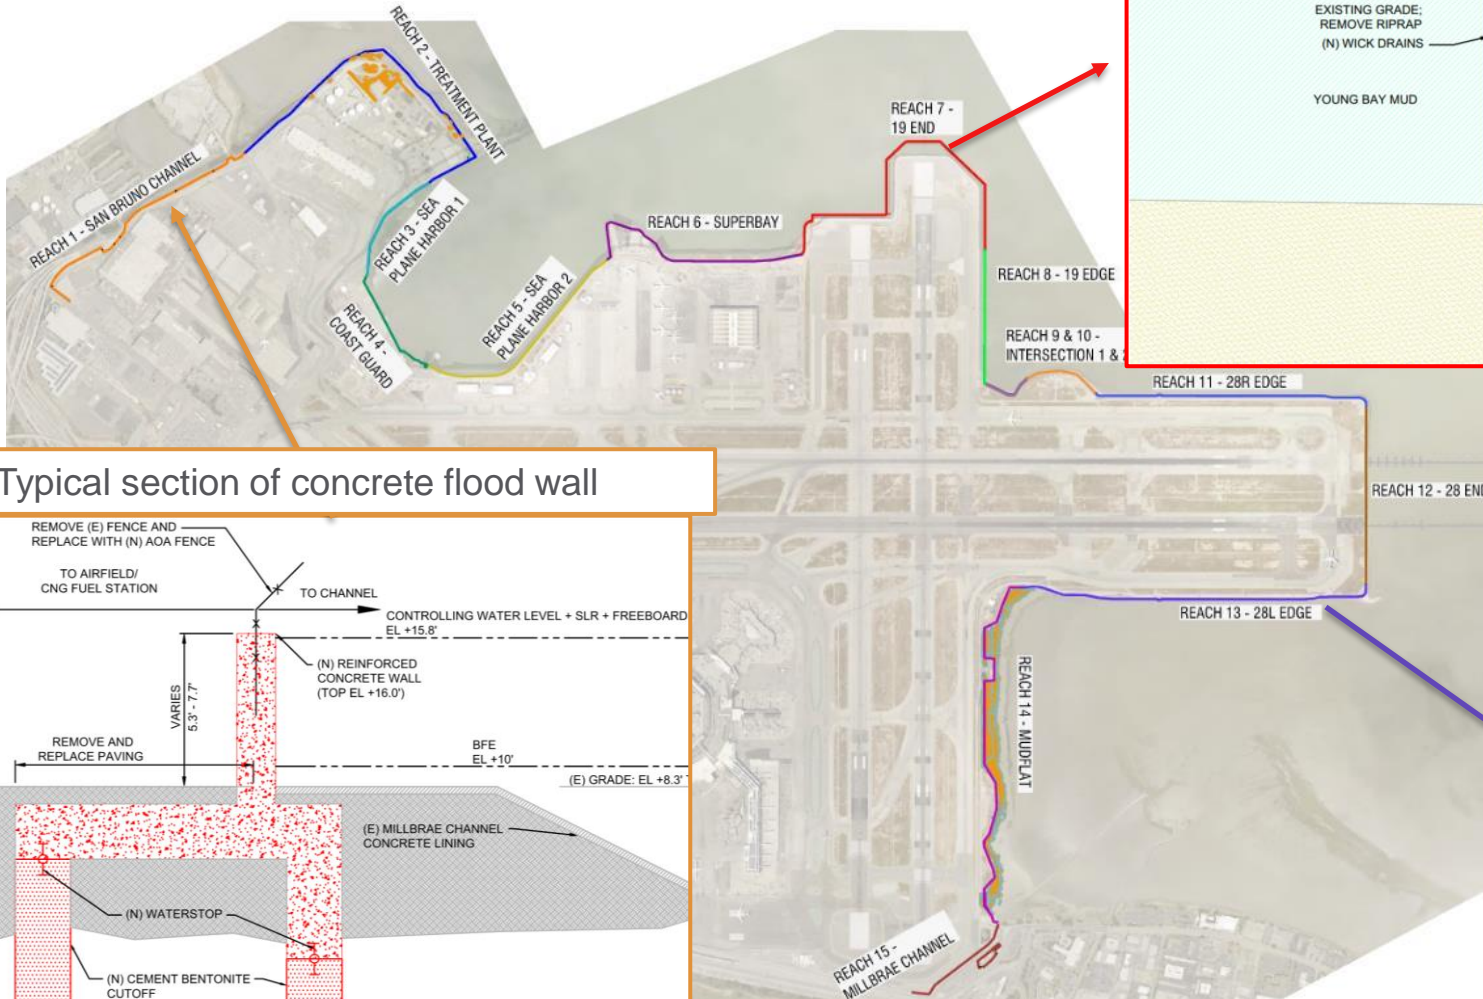 REACH 1 - SAN BRUNO CHANNEL
REACH 2 - TREATMENT PLANT
REACH 3 - SEA
PLANE HARBOR 1
REACH 4 -
COAST GUARD
REACH 5 - SEA
PLANE HARBOR 2
REACH 6 - SUPERBAY
REACH 7 -
19 END
REACH 8 - 19 EDGE
REACH 9 & 10 -
INTERSECTION 1 &
REACH 11 - 28R EDGE
REACH 12 - 28 END
REACH 13 - 28L EDGE
REACH 14 - MUDFLAT
REACH 15 -
MILLBRAE CHANNEL
EXISTING GRADE;
REMOVE RIPRAP
(N) WICK DRAINS
YOUNG BAY MUD
Typical section of concrete flood wall
REMOVE (E) FENCE AND
REPLACE WITH (N) AOA FENCE
TO AIRFIELD/
CNG FUEL STATION
TO CHANNEL
CONTROLLING WATER LEVEL + SLR + FREEBOARD
EL +15.8'
(N) REINFORCED
CONCRETE WALL
(TOP EL +16.0')
VARIES
5.3' - 7.7'
REMOVE AND
REPLACE PAVING
BFE
EL +10'
(E) GRADE: EL +8.3'
(E) MILLBRAE CHANNEL
CONCRETE LINING
(N) WATERSTOP
(N) CEMENT BENTONITE
CUTOFF